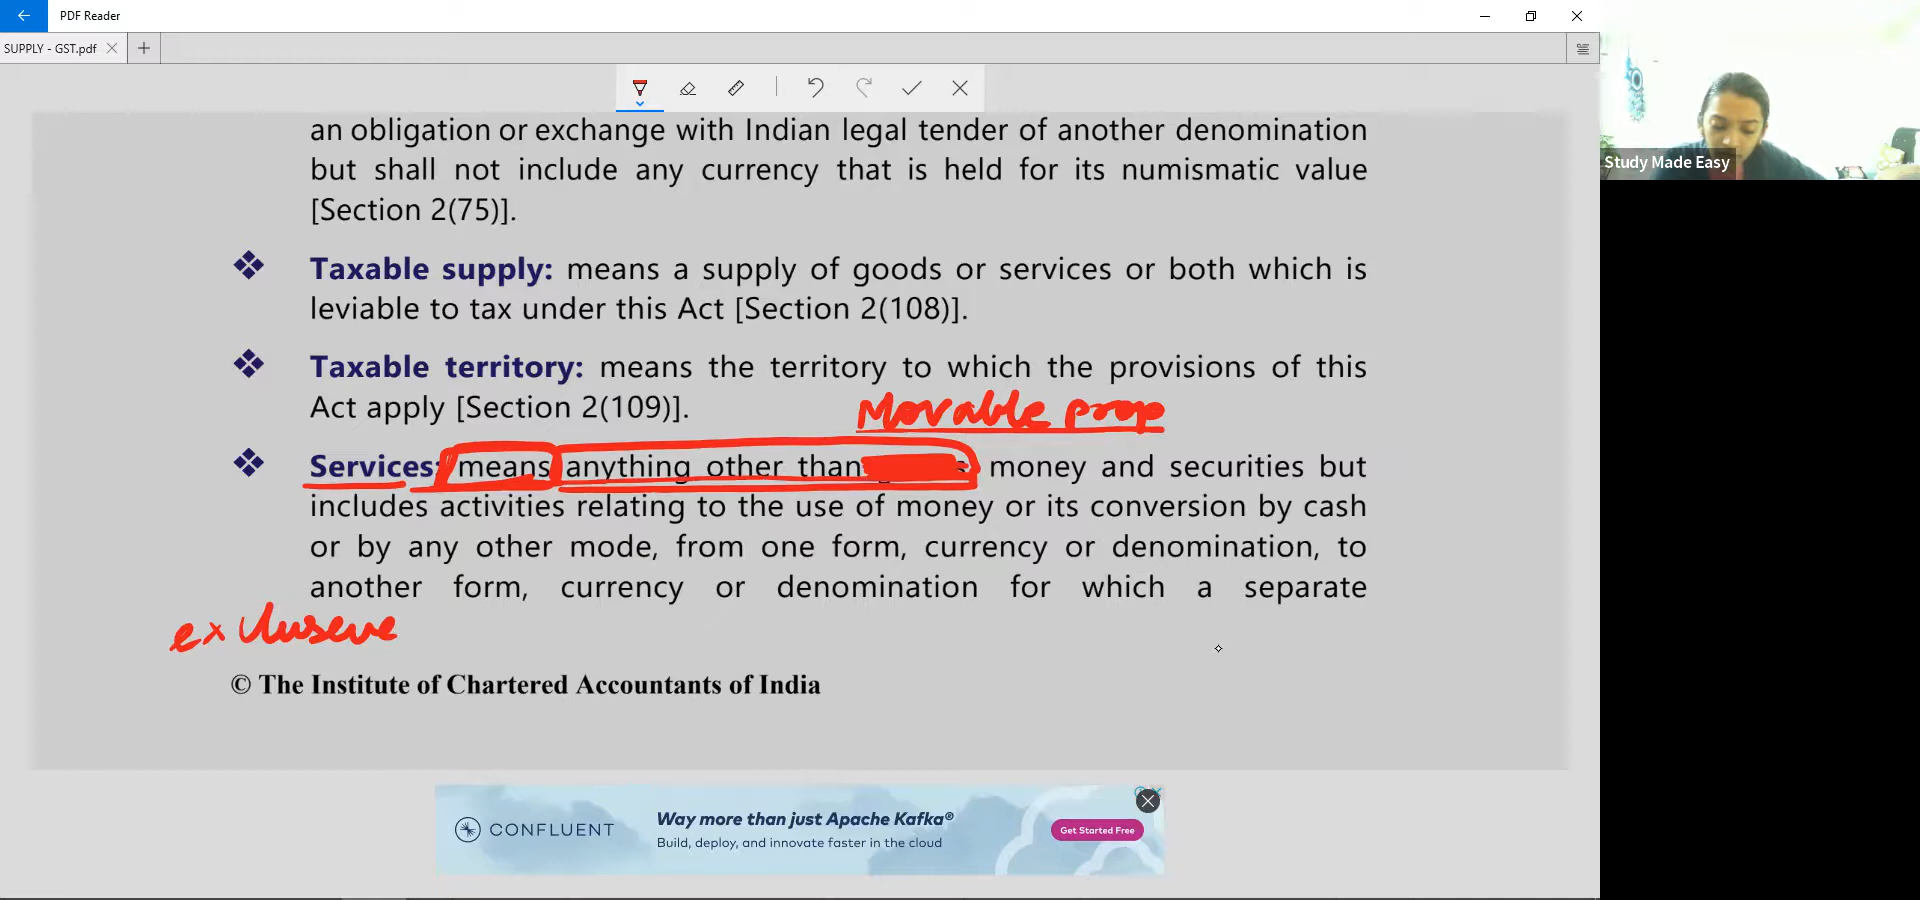 PDF Reader
SUPPLY - GST.pdf
Study Made Easy
an obligation or exchange with Indian legal tender of another denomination
but shall not include any currency that is held for its numismatic value
[Section 2(75)].
Taxable supply: means a supply of goods or services or both which is
leviable to tax under this Act [Section 2(108)].
Taxable territory: means the territory to which the provisions of this
Act apply [Section 2(109)].
Movable prop
Services: means anything other than money and securities but
includes activities relating to the use of money or its conversion by cash
or by any other mode, from one form, currency or denomination, to
another form, currency or denomination for which a separate
© The Institute of Chartered Accountants of India
CONFLUENT
Way more than just Apache Kafka®
Build, deploy, and innovate faster in the cloud
Get Started Free